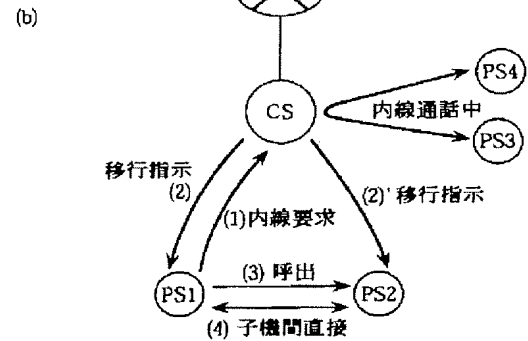 (b)
PS4
CS
内線通話中
PS3
移行指示
(2)
(2)' 移行指示
(1)内線要求
(3) 呼出
PS1
PS2
(4) 子機間直接